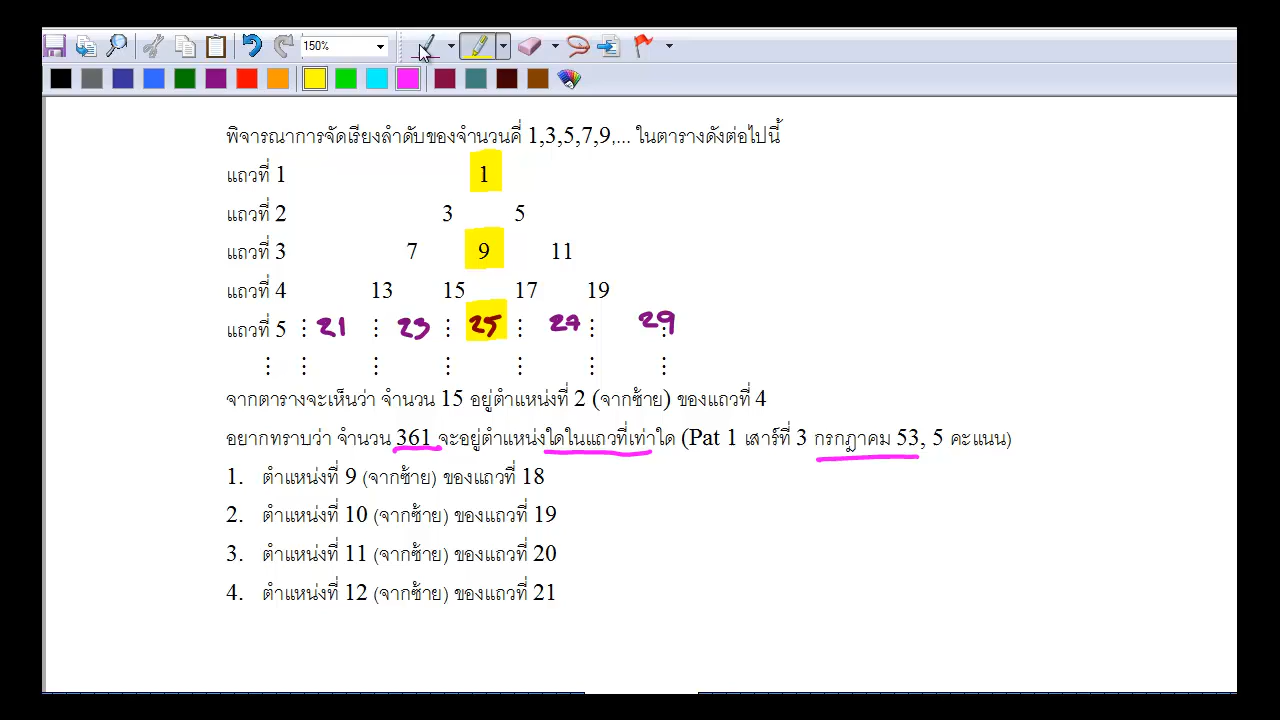 150%
พิจารณาการจัดเรียงลำดับของจำนวนคี่ 1,3,5,7,9,... ในตารางดังต่อไปนี้
แถวที่ 1 1
แถวที่ 2 3 5
แถวที่ 3 7 9 11
แถวที่ 4 13 15 17 19
แถวที่ 5 ⋮ 21 ⋮ 23 ⋮ 25 ⋮ 27 ⋮ 29 ⋮
⋮ ⋮ ⋮ ⋮ ⋮ ⋮ ⋮
จากตารางจะเห็นว่า จำนวน 15 อยู่ตำแหน่งที่ 2 (จากซ้าย) ของแถวที่ 4
อยากทราบว่า จำนวน 361 จะอยู่ตำแหน่งใดในแถวที่เท่าใด (Pat 1 เสาร์ที่ 3 กรกฎาคม 53, 5 คะแนน)
1. ตำแหน่งที่ 9 (จากซ้าย) ของแถวที่ 18
2. ตำแหน่งที่ 10 (จากซ้าย) ของแถวที่ 19
3. ตำแหน่งที่ 11 (จากซ้าย) ของแถวที่ 20
4. ตำแหน่งที่ 12 (จากซ้าย) ของแถวที่ 21